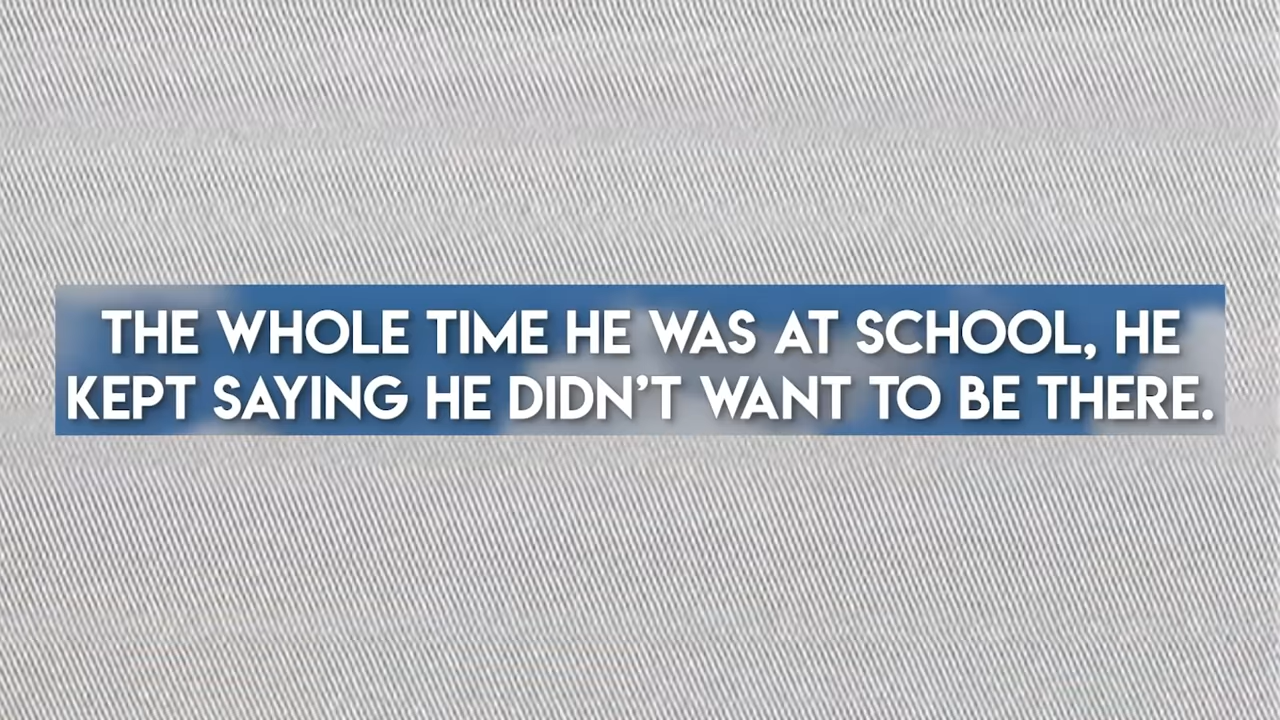 THE WHOLE TIME HE WAS AT SCHOOL, HE
KEPT SAYING HE DIDN'T WANT TO BE THERE.